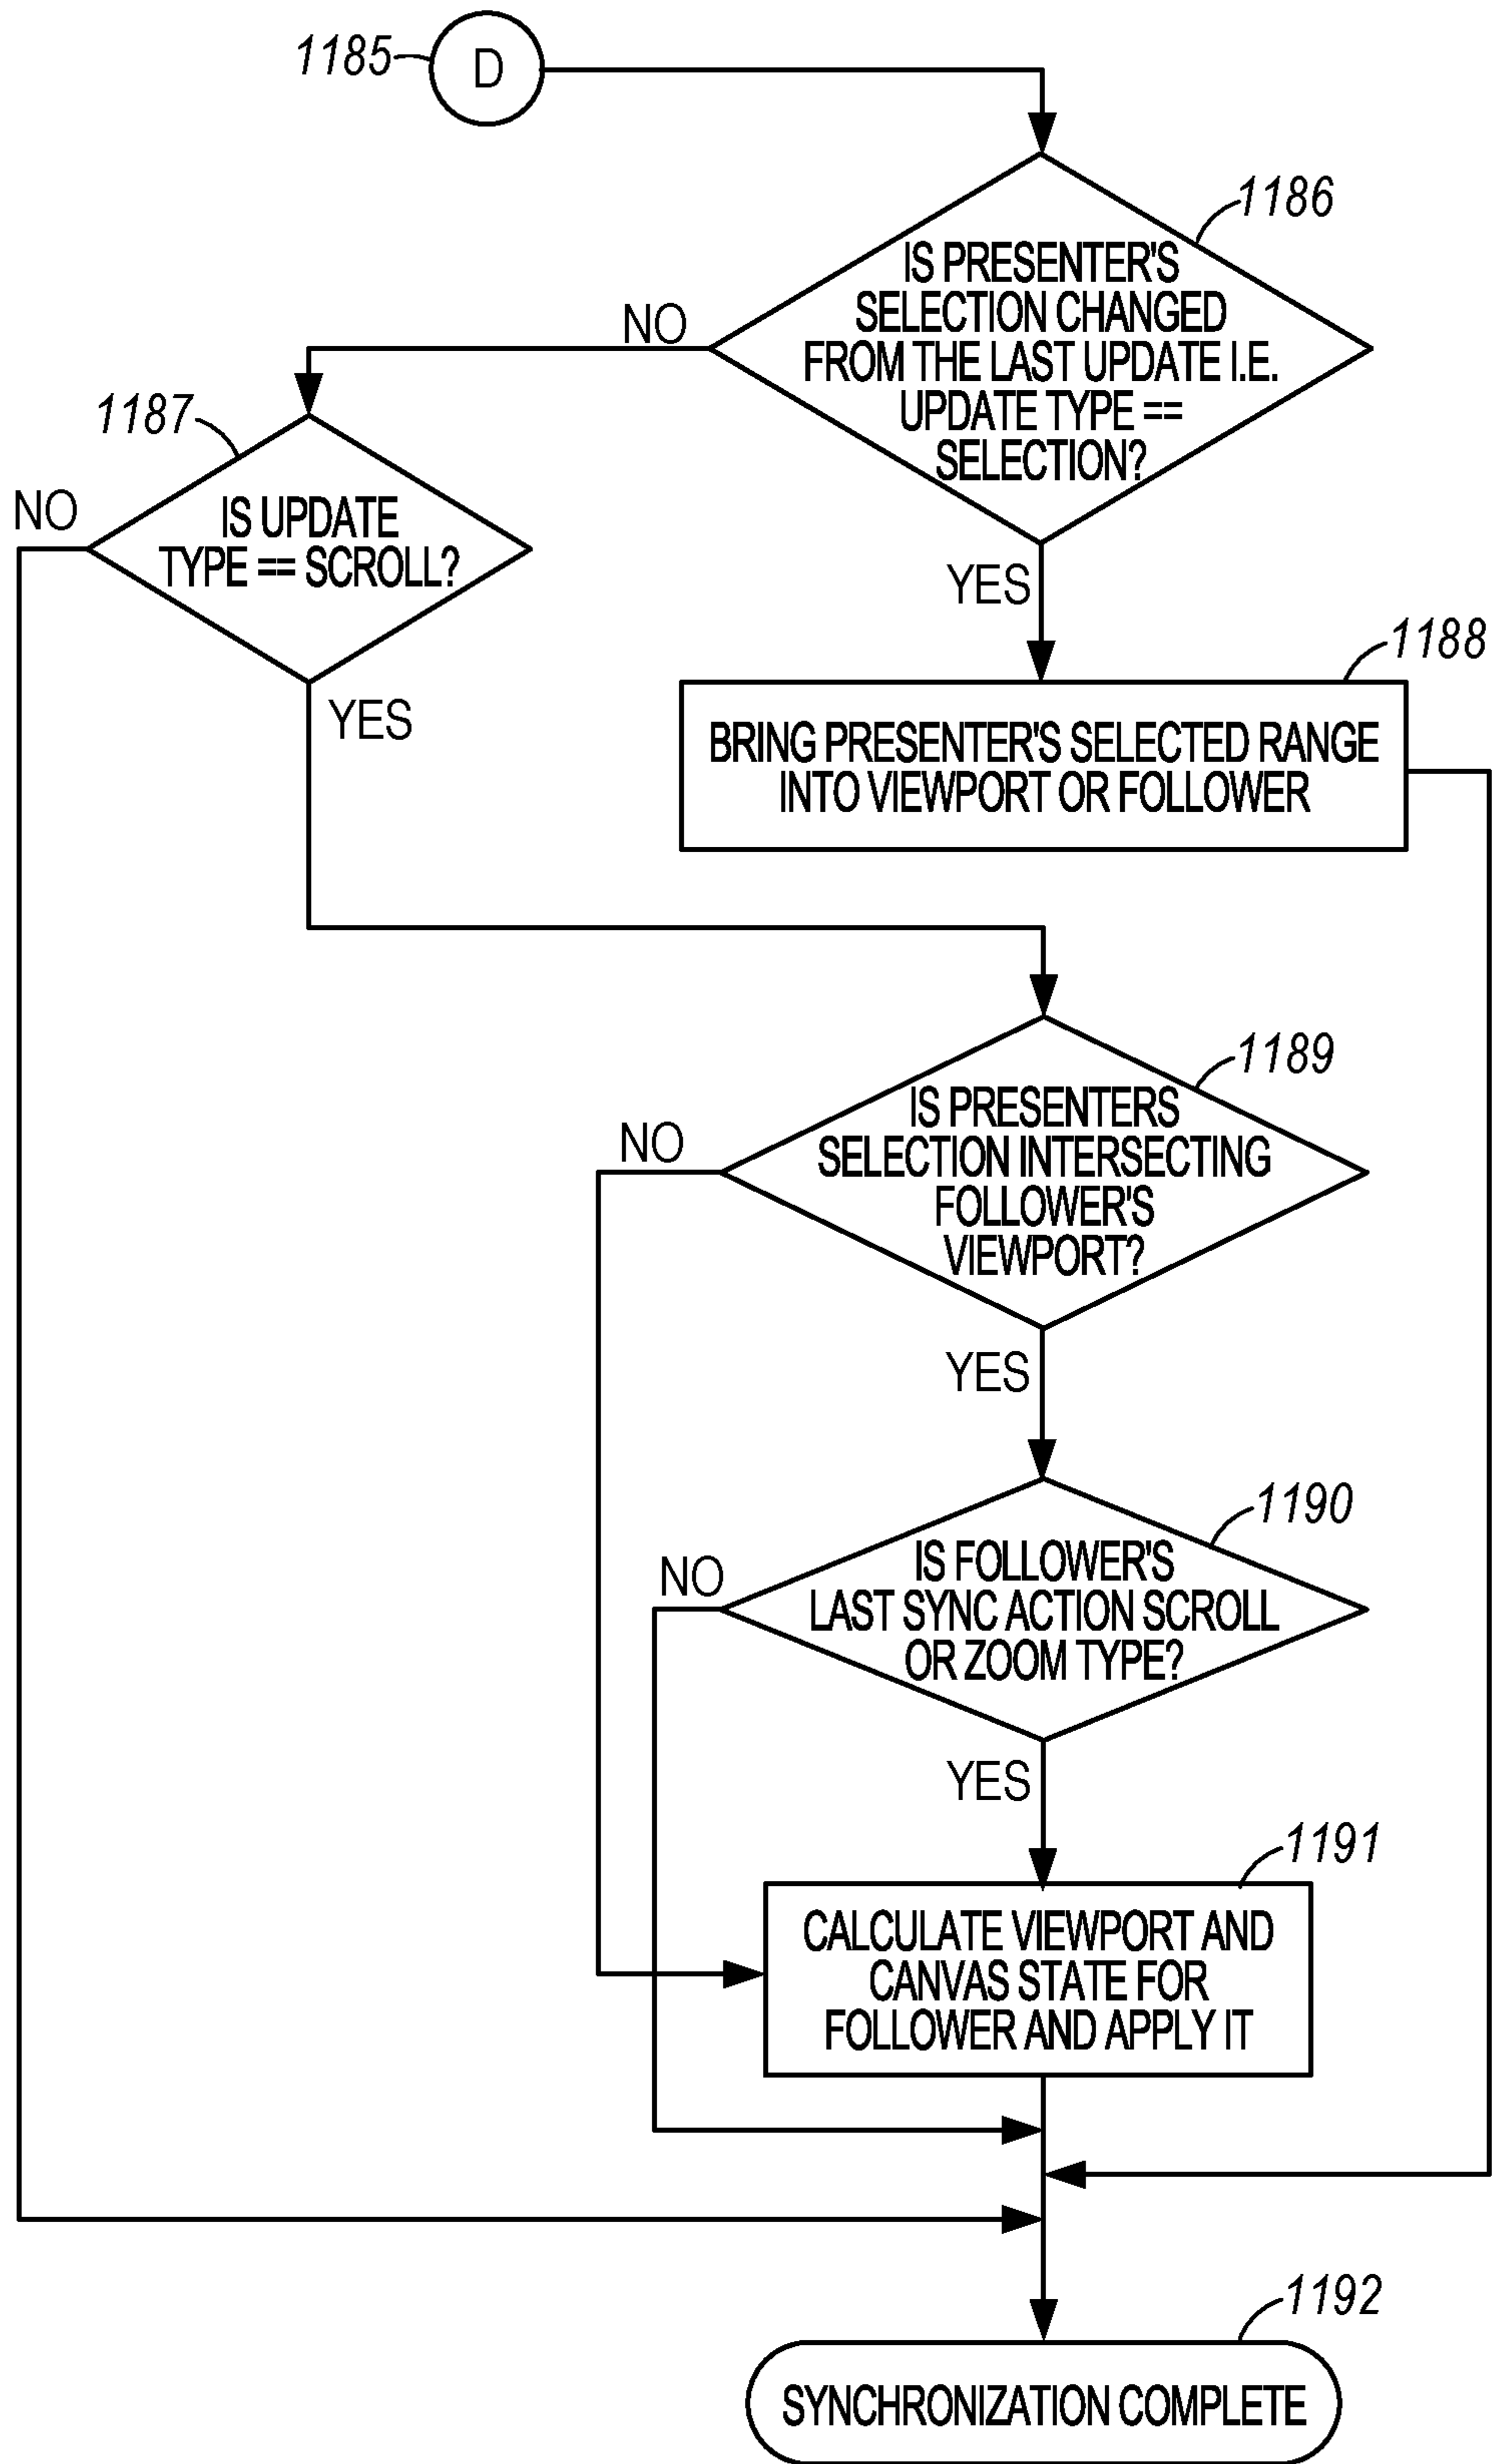 1185
D
1186
IS PRESENTER'S
SELECTION CHANGED
FROM THE LAST UPDATE I.E.
UPDATE TYPE ==
SELECTION?
NO
YES
1187
IS UPDATE
TYPE == SCROLL?
NO
YES
1188
BRING PRESENTER'S SELECTED RANGE
INTO VIEWPORT OR FOLLOWER
1189
IS PRESENTERS
SELECTION INTERSECTING
FOLLOWER'S
VIEWPORT?
NO
YES
1190
IS FOLLOWER'S
LAST SYNC ACTION SCROLL
OR ZOOM TYPE?
NO
YES
1191
CALCULATE VIEWPORT AND
CANVAS STATE FOR
FOLLOWER AND APPLY IT
1192
SYNCHRONIZATION COMPLETE